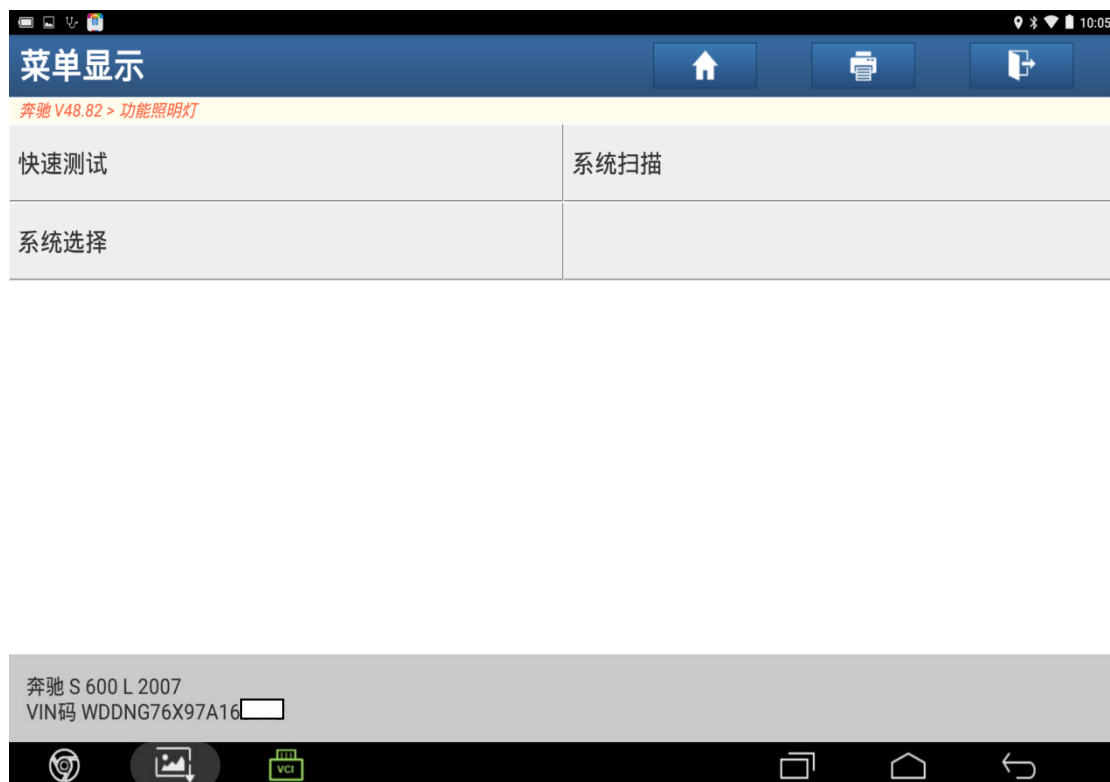 10:05
菜单显示
奔驰 V48.82 > 功能照明灯
快速测试
系统扫描
系统选择
奔驰 S 600 L 2007
VIN码 WDDNG76X97A16
VCI